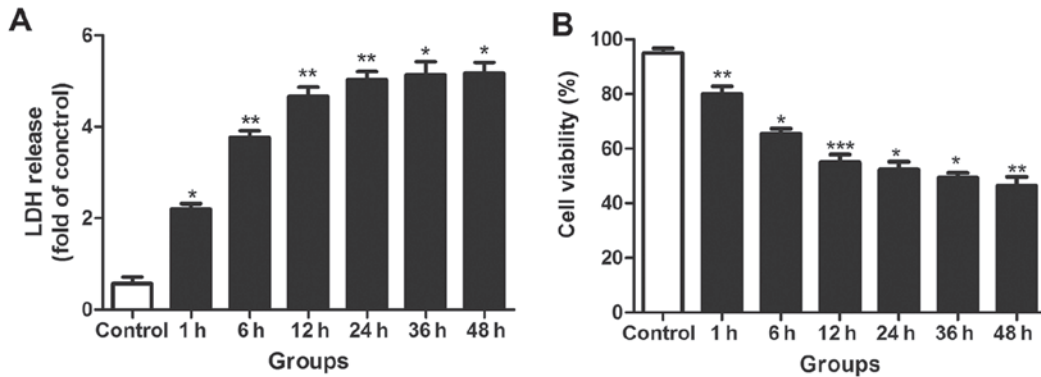 A
LDH release
(fold of conctrol)
6
4
2
0
*
**
**
**
*
*
Control 1 h 6 h 12 h 24 h 36 h 48 h
Groups
B
Cell viability (%)
100
80
60
40
20
0
**
*
***
*
*
**
Control 1 h 6 h 12 h 24 h 36 h 48 h
Groups